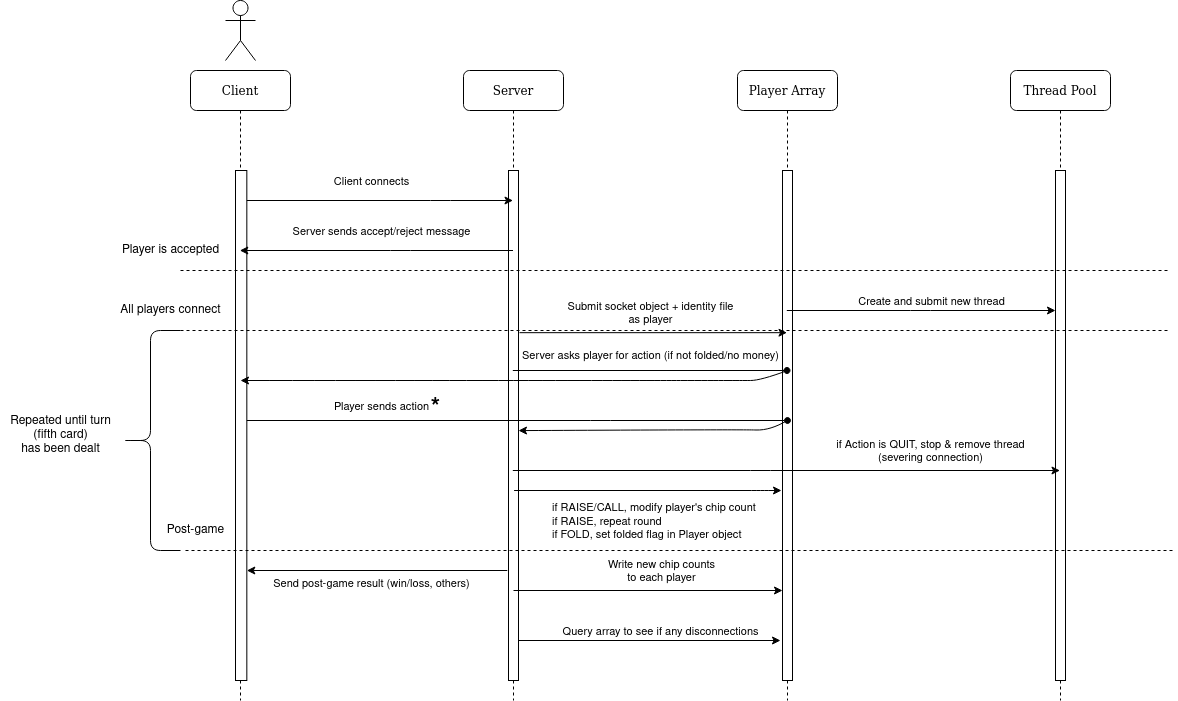 Client
Server
Player Array
Thread Pool
Client connects
Server sends accept/reject message
Player is accepted
All players connect
Submit socket object + identity file
as player
Create and submit new thread
Server asks player for action (if not folded/no money)
Player sends action *
Repeated until turn
(fifth card)
has been dealt
if Action is QUIT, stop & remove thread
(severing connection)
if RAISE/CALL, modify player's chip count
if RAISE, repeat round
if FOLD, set folded flag in Player object
Post-game
Send post-game result (win/loss, others)
Write new chip counts
to each player
Query array to see if any disconnections